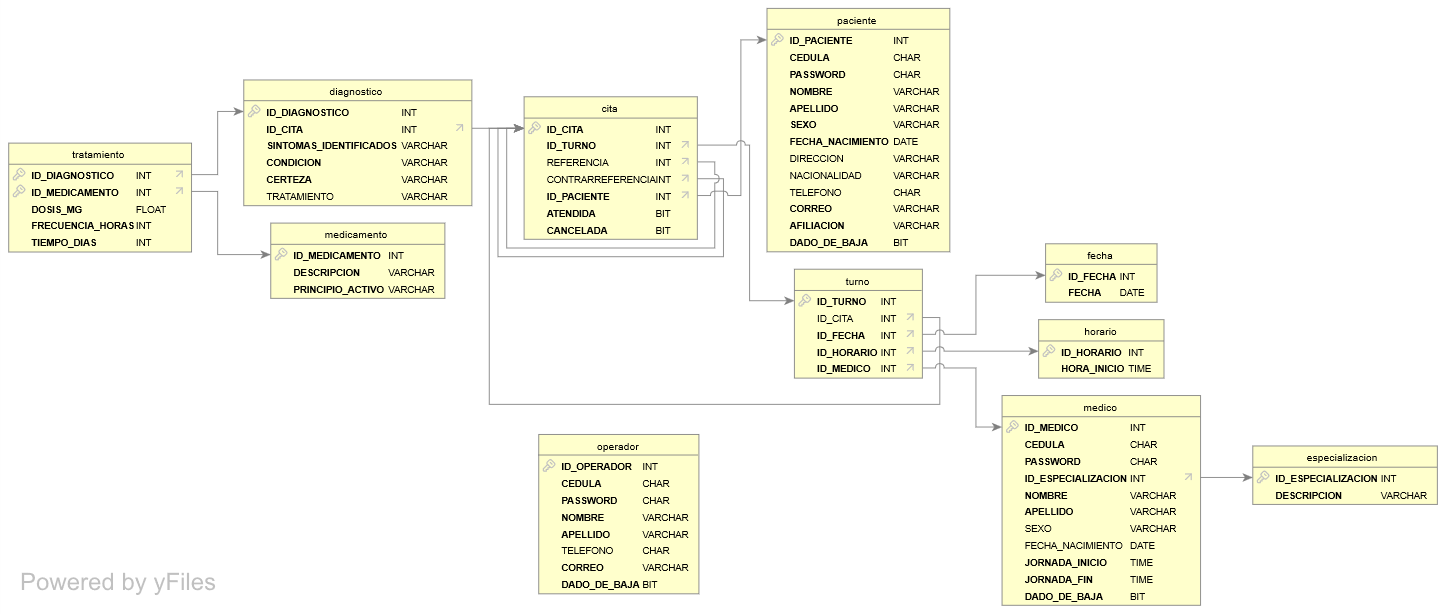 paciente
ID_PACIENTE INT
CEDULA CHAR
PASSWORD CHAR
NOMBRE VARCHAR
APELLIDO VARCHAR
SEXO VARCHAR
FECHA_NACIMIENTO DATE
DIRECCION VARCHAR
NACIONALIDAD VARCHAR
TELEFONO CHAR
CORREO VARCHAR
AFILIACION VARCHAR
DADO_DE_BAJA BIT
diagnostico
ID_DIAGNOSTICO INT
ID_CITA INT
SINTOMAS_IDENTIFICADOS VARCHAR
CONDICION VARCHAR
CERTEZA VARCHAR
TRATAMIENTO VARCHAR
cita
ID_CITA INT
ID_TURNO INT
REFERENCIA INT
CONTRARREFERENCIA INT
ID_PACIENTE INT
ATENDIDA BIT
CANCELADA BIT
tratamiento
ID_DIAGNOSTICO INT
ID_MEDICAMENTO INT
DOSIS_MG FLOAT
FRECUENCIA_HORAS INT
TIEMPO_DIAS INT
medicamento
ID_MEDICAMENTO INT
DESCRIPCION VARCHAR
PRINCIPIO_ACTIVO VARCHAR
fecha
ID_FECHA INT
FECHA DATE
turno
ID_TURNO INT
ID_CITA INT
ID_FECHA INT
ID_HORARIO INT
ID_MEDICO INT
horario
ID_HORARIO INT
HORA_INICIO TIME
medico
ID_MEDICO INT
CEDULA CHAR
PASSWORD CHAR
ID_ESPECIALIZACION INT
NOMBRE VARCHAR
APELLIDO VARCHAR
SEXO VARCHAR
FECHA_NACIMIENTO DATE
JORNADA_INICIO TIME
JORNADA_FIN TIME
DADO_DE_BAJA BIT
operador
ID_OPERADOR INT
CEDULA CHAR
PASSWORD CHAR
NOMBRE VARCHAR
APELLIDO VARCHAR
TELEFONO CHAR
CORREO VARCHAR
DADO_DE_BAJA BIT
especializacion
ID_ESPECIALIZACION INT
DESCRIPCION VARCHAR
Powered by yFiles